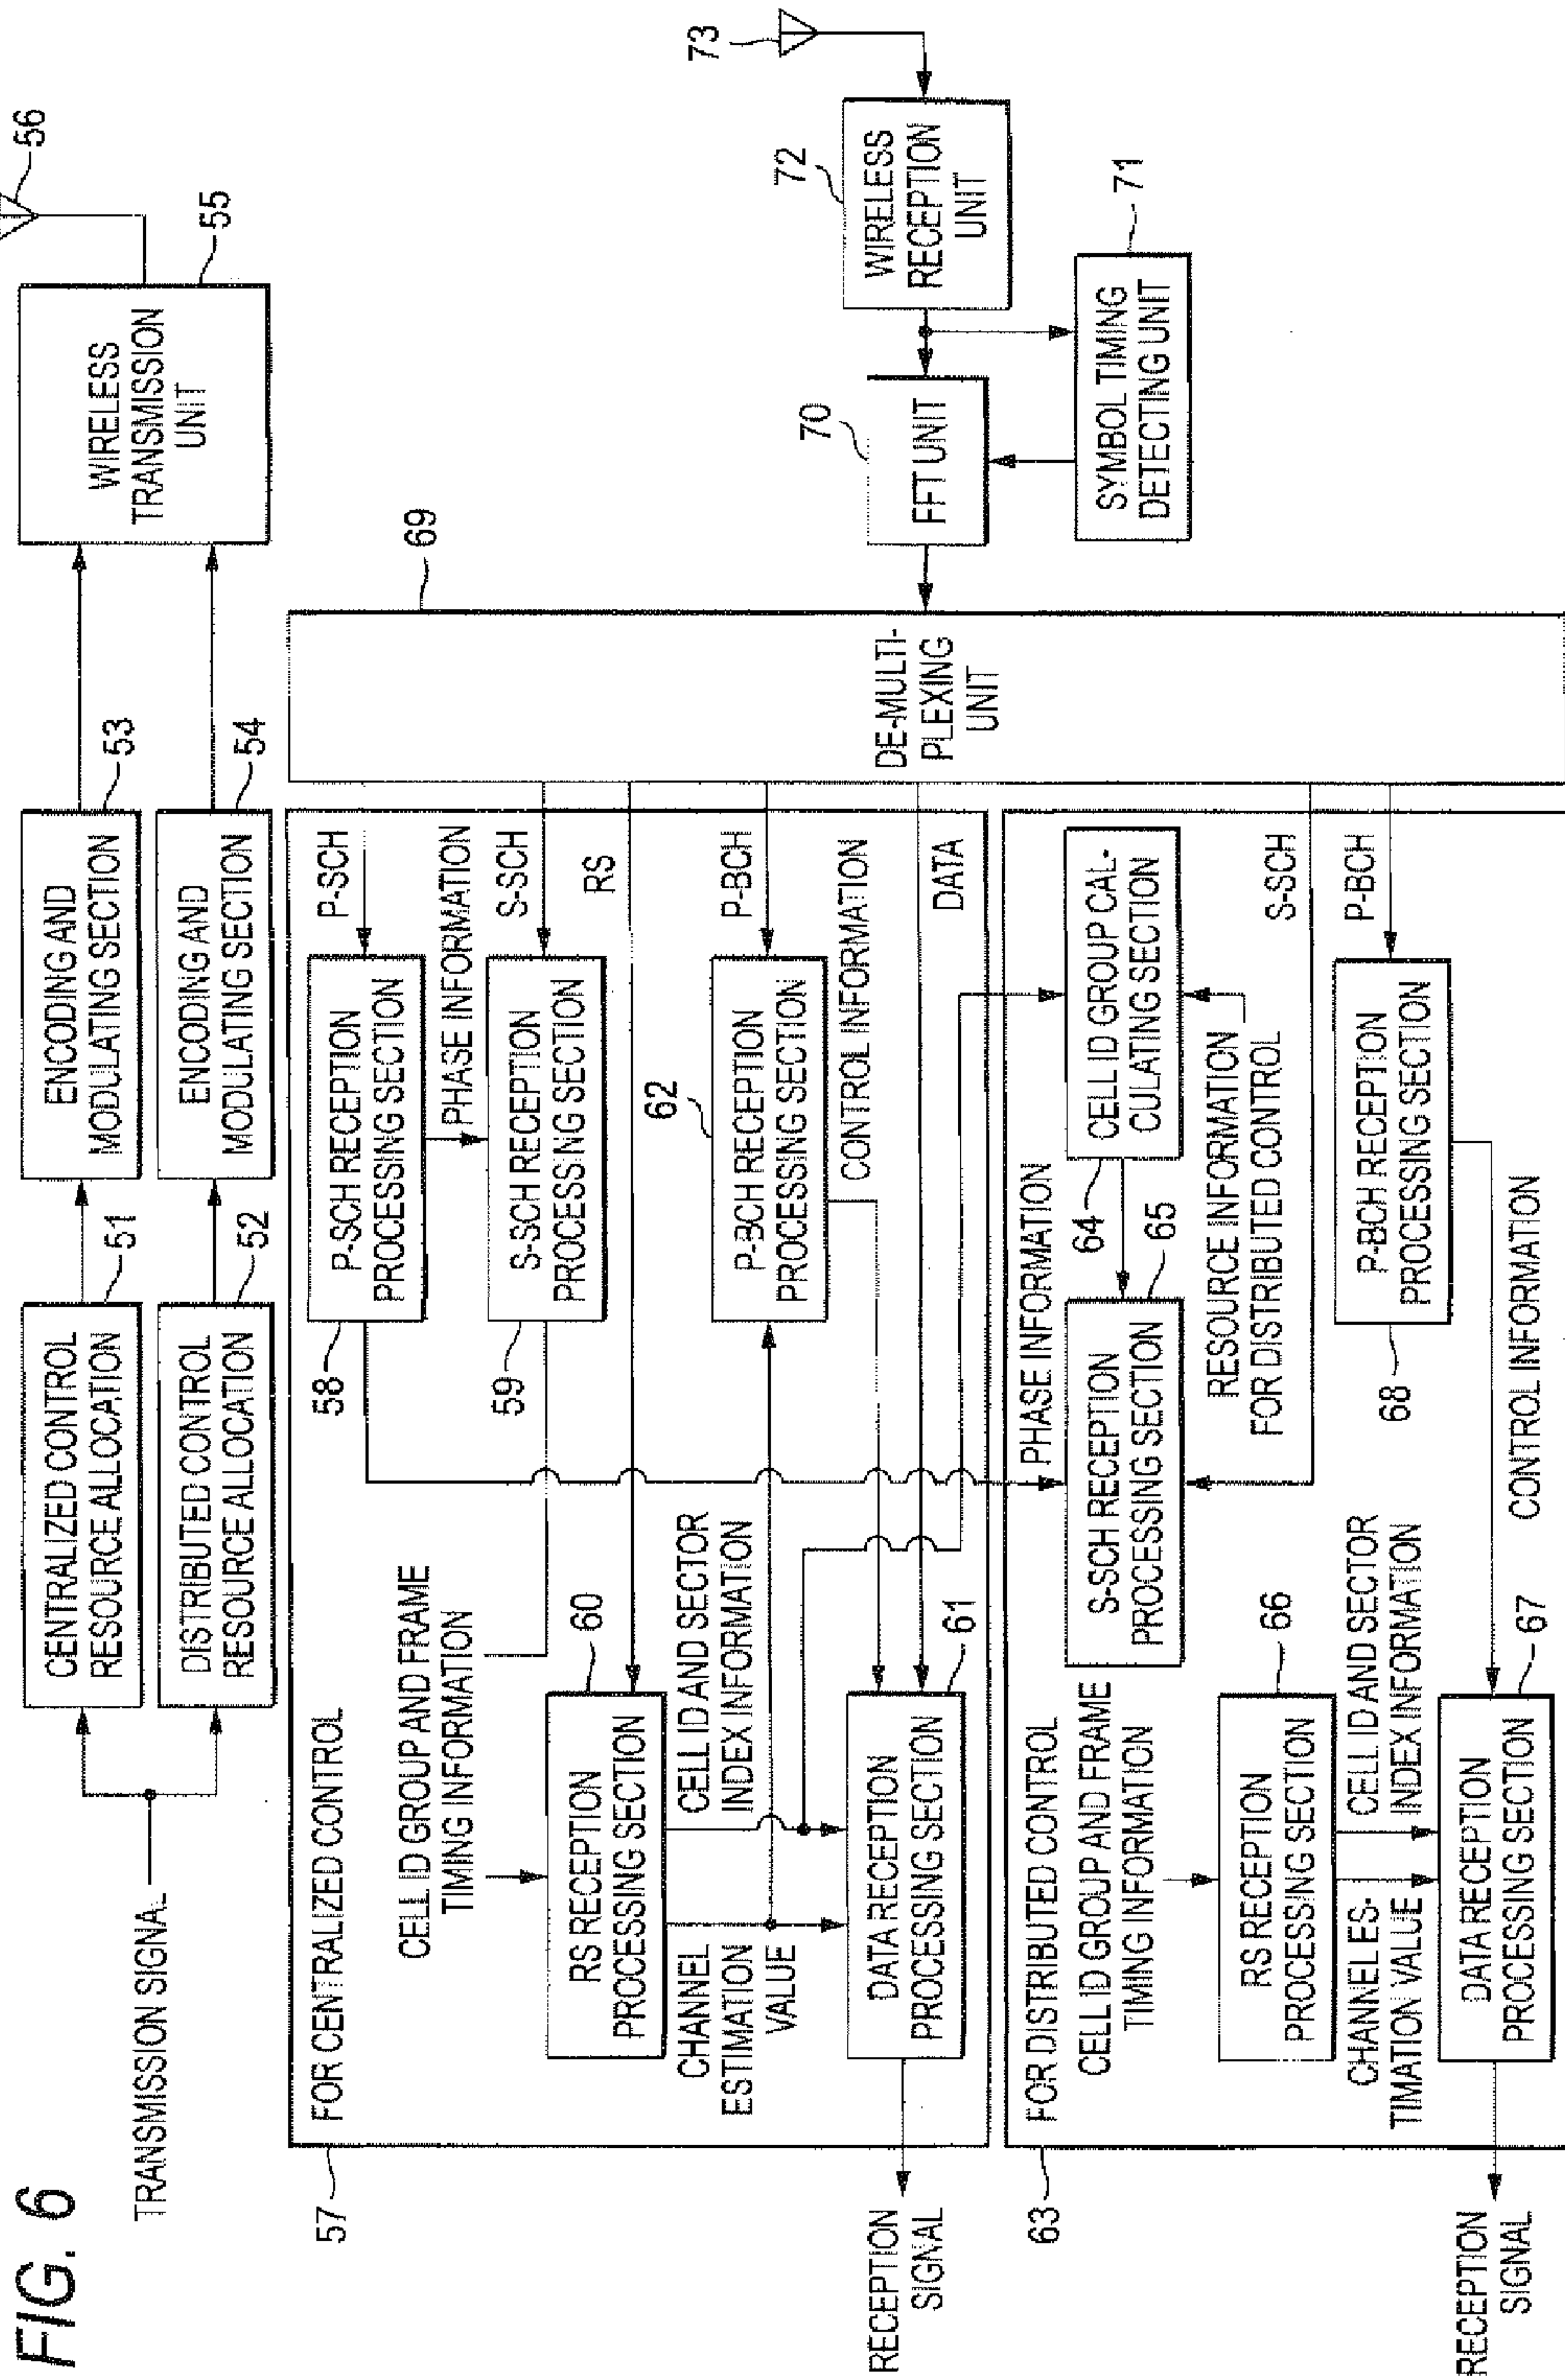 FIG. 6
TRANSMISSION SIGNAL
CENTRALIZED CONTROL
RESOURCE ALLOCATION
51
DISTRIBUTED CONTROL
RESOURCE ALLOCATION
52
ENCODING AND
MODULATING SECTION
53
ENCODING AND
MODULATING SECTION
54
WIRELESS
TRANSMISSION
UNIT
55
56
57
FOR CENTRALIZED CONTROL
P-SCH RECEPTION
PROCESSING SECTION
58
P-SCH
PHASE INFORMATION
S-SCH RECEPTION
PROCESSING SECTION
59
S-SCH
RS
CELL ID GROUP AND FRAME
TIMING INFORMATION
RS RECEPTION
PROCESSING SECTION
60
CHANNEL
ESTIMATION
VALUE
CELL ID AND SECTOR
INDEX INFORMATION
62
P-BCH RECEPTION
PROCESSING SECTION
P-BCH
CONTROL INFORMATION
DATA RECEPTION
PROCESSING SECTION
61
DATA
RECEPTION
SIGNAL
69
DE-MULTI-
PLEXING
UNIT
70
FFT UNIT
71
SYMBOL TIMING
DETECTING UNIT
72
WIRELESS
RECEPTION
UNIT
73
63
FOR DISTRIBUTED CONTROL
PHASE INFORMATION
64
CELL ID GROUP CAL-
CULATING SECTION
S-SCH RECEPTION
PROCESSING SECTION
65
RESOURCE INFORMATION
FOR DISTRIBUTED CONTROL
S-SCH
CELL ID GROUP AND FRAME
TIMING INFORMATION
RS RECEPTION
PROCESSING SECTION
66
CHANNEL ES-
TIMATION VALUE
CELL ID AND SECTOR
INDEX INFORMATION
P-BCH RECEPTION
PROCESSING SECTION
68
P-BCH
CONTROL INFORMATION
DATA RECEPTION
PROCESSING SECTION
67
RECEPTION
SIGNAL